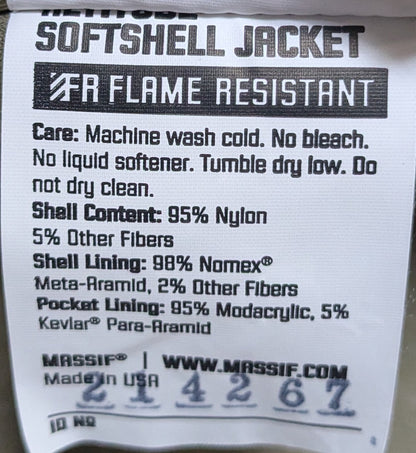 SOFTSHELL JACKET
FR FLAME RESISTANT
Care: Machine wash cold. No bleach.
No liquid softener. Tumble dry low. Do
not dry clean.
Shell Content: 95% Nylon
5% Other Fibers
Shell Lining: 98% Nomex®
Meta-Aramid, 2% Other Fibers
Pocket Lining: 95% Modacrylic, 5%
Kevlar® Para-Aramid
MASSIF® | WWW.MASSIF.COM
Made in USA
214267
ID NO